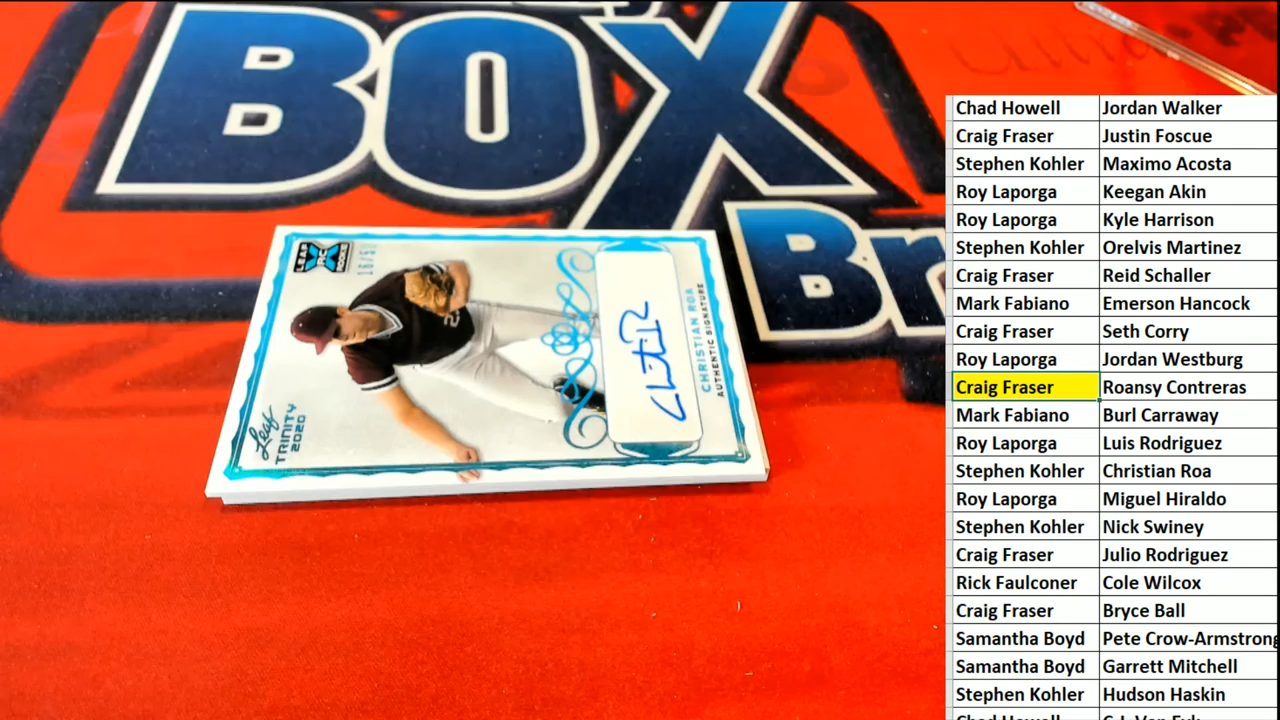 BOX
Br
LEAF
RC
ROOKIE
Leaf
TRINITY
2020
CHRISTIAN ROA
AUTHENTIC SIGNATURE
Chad Howell Jordan Walker
Craig Fraser Justin Foscue
Stephen Kohler Maximo Acosta
Roy Laporga Keegan Akin
Roy Laporga Kyle Harrison
Stephen Kohler Orelvis Martinez
Craig Fraser Reid Schaller
Mark Fabiano Emerson Hancock
Craig Fraser Seth Corry
Roy Laporga Jordan Westburg
Craig Fraser Roansy Contreras
Mark Fabiano Burl Carraway
Roy Laporga Luis Rodriguez
Stephen Kohler Christian Roa
Roy Laporga Miguel Hiraldo
Stephen Kohler Nick Swiney
Craig Fraser Julio Rodriguez
Rick Faulconer Cole Wilcox
Craig Fraser Bryce Ball
Samantha Boyd Pete Crow-Armstrong
Samantha Boyd Garrett Mitchell
Stephen Kohler Hudson Haskin